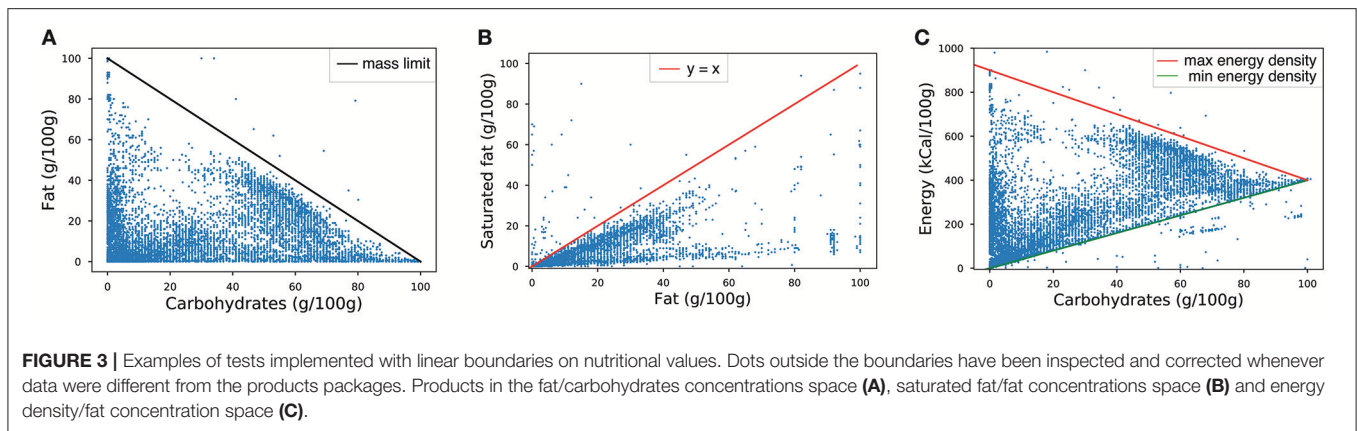 A
B
C
100
80
60
40
20
0
0
20
40
60
80
100
Fat (g/100g)
Carbohydrates (g/100g)
mass limit
100
80
60
40
20
0
0
20
40
60
80
100
Saturated fat (g/100g)
Fat (g/100g)
y = x
1000
800
600
400
200
0
0
20
40
60
80
100
Energy (kCal/100g)
Carbohydrates (g/100g)
max energy density
min energy density
FIGURE 3 | Examples of tests implemented with linear boundaries on nutritional values. Dots outside the boundaries have been inspected and corrected whenever
data were different from the products packages. Products in the fat/carbohydrates concentrations space (A), saturated fat/fat concentrations space (B) and energy
density/fat concentration space (C).